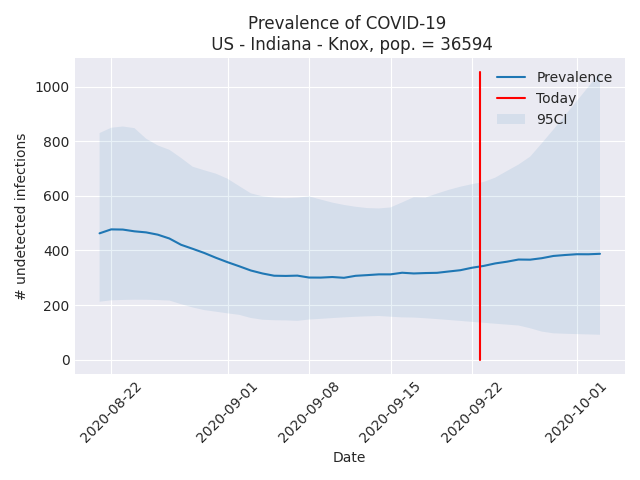 Prevalence of COVID-19
US - Indiana - Knox, pop. = 36594
Prevalence
Today
95CI
1000
800
600
400
200
0
# undetected infections
2020-08-22
2020-09-01
2020-09-08
2020-09-15
2020-09-22
2020-10-01
Date